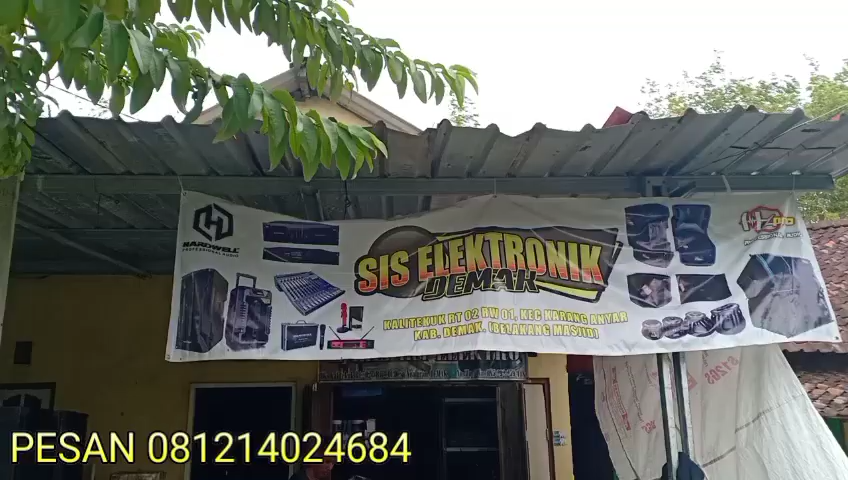 HARDWELL
PROFESSIONAL AUDIO
SIS ELEKTRONIK
DEMAK
KALITEKUK RT 02 RW 01, KEC KARANG ANYAR
KAB. DEMAK, (BELAKANG MASJID)
PESAN 081214024684